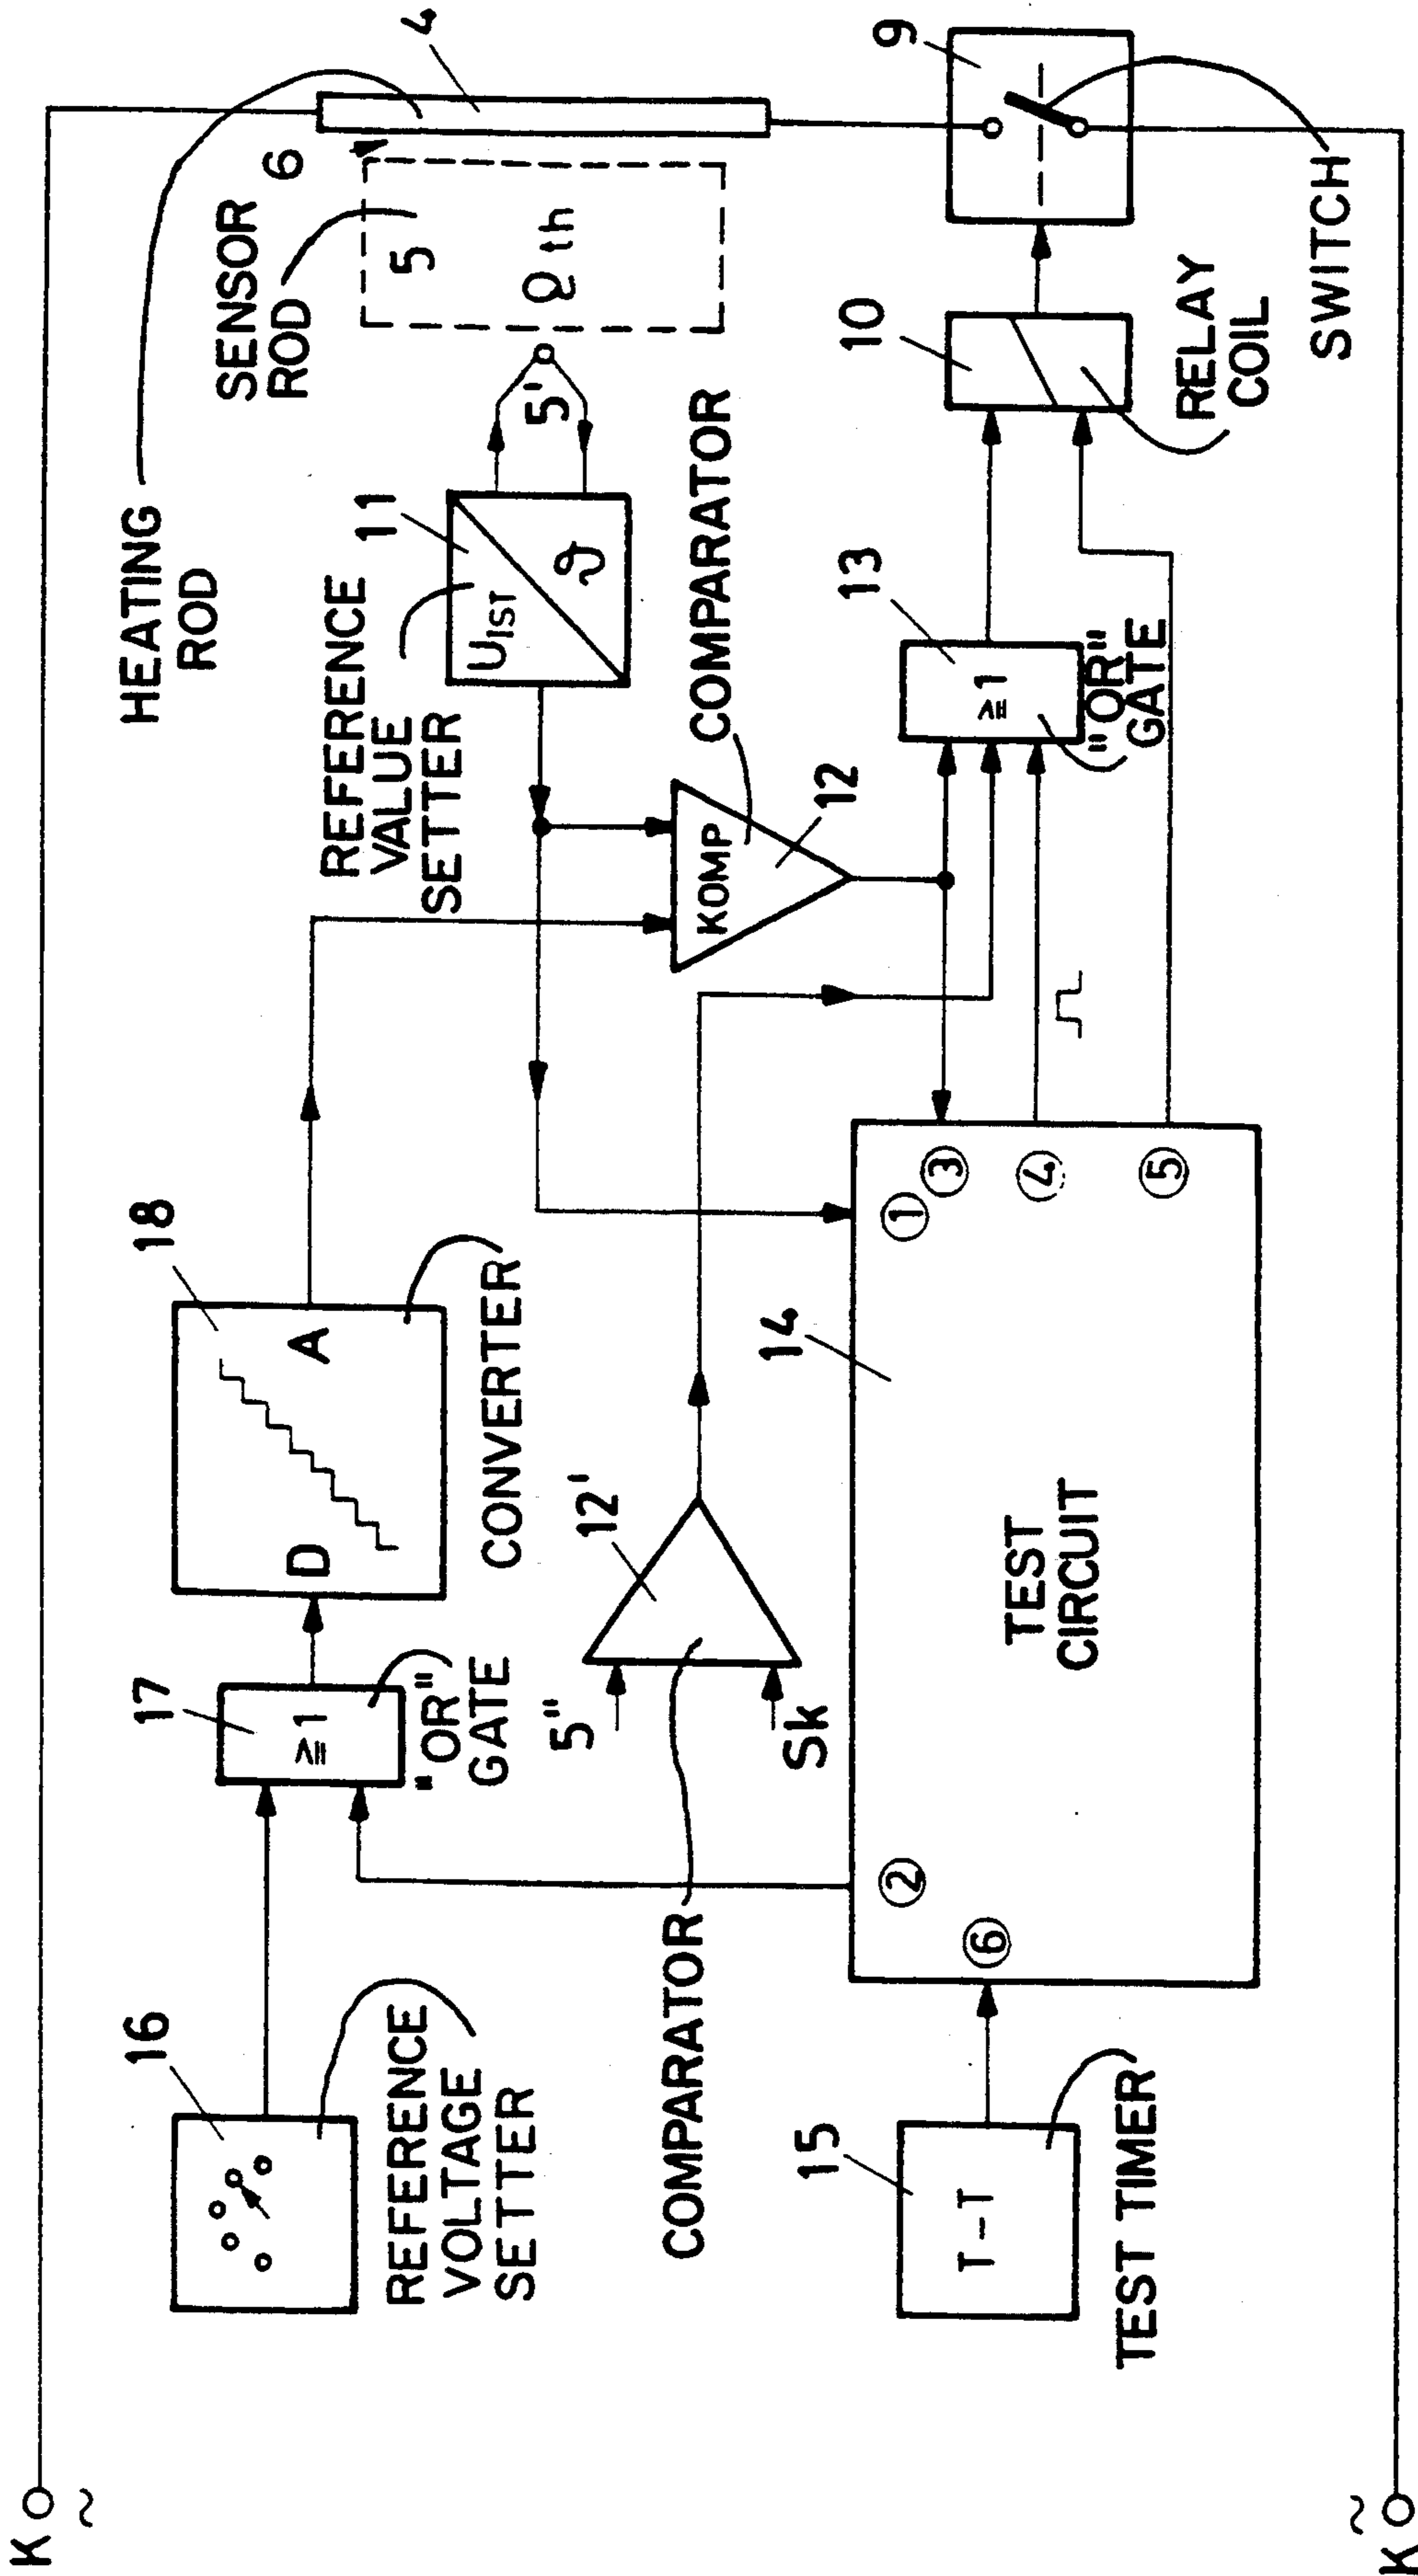 K
~
HEATING
ROD
4
6
SENSOR
ROD
5
Q th
5'
11
U IST
ϑ
REFERENCE
VALUE
SETTER
18
D
A
CONVERTER
17
≥1
"OR"
GATE
16
REFERENCE
VOLTAGE
SETTER
COMPARATOR
KOMP
12
12'
5"
Sk
COMPARATOR
9
SWITCH
10
RELAY
COIL
13
≥1
"OR"
GATE
14
TEST
CIRCUIT
①
②
③
④
⑤
⑥
15
T-T
TEST TIMER
~
K